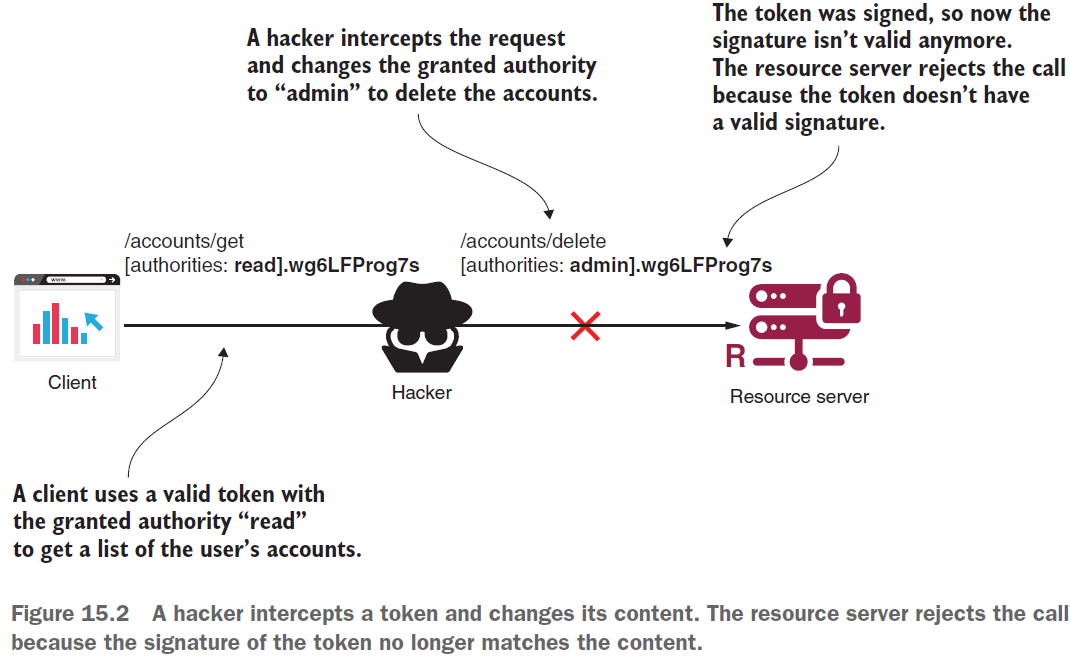 A hacker intercepts the request
and changes the granted authority
to “admin” to delete the accounts.
The token was signed, so now the
signature isn’t valid anymore.
The resource server rejects the call
because the token doesn’t have
a valid signature.
/accounts/get
[authorities: read].wg6LFProg7s
/accounts/delete
[authorities: admin].wg6LFProg7s
www.
Client
Hacker
R
Resource server
A client uses a valid token with
the granted authority “read”
to get a list of the user’s accounts.
Figure 15.2 A hacker intercepts a token and changes its content. The resource server rejects the call
because the signature of the token no longer matches the content.